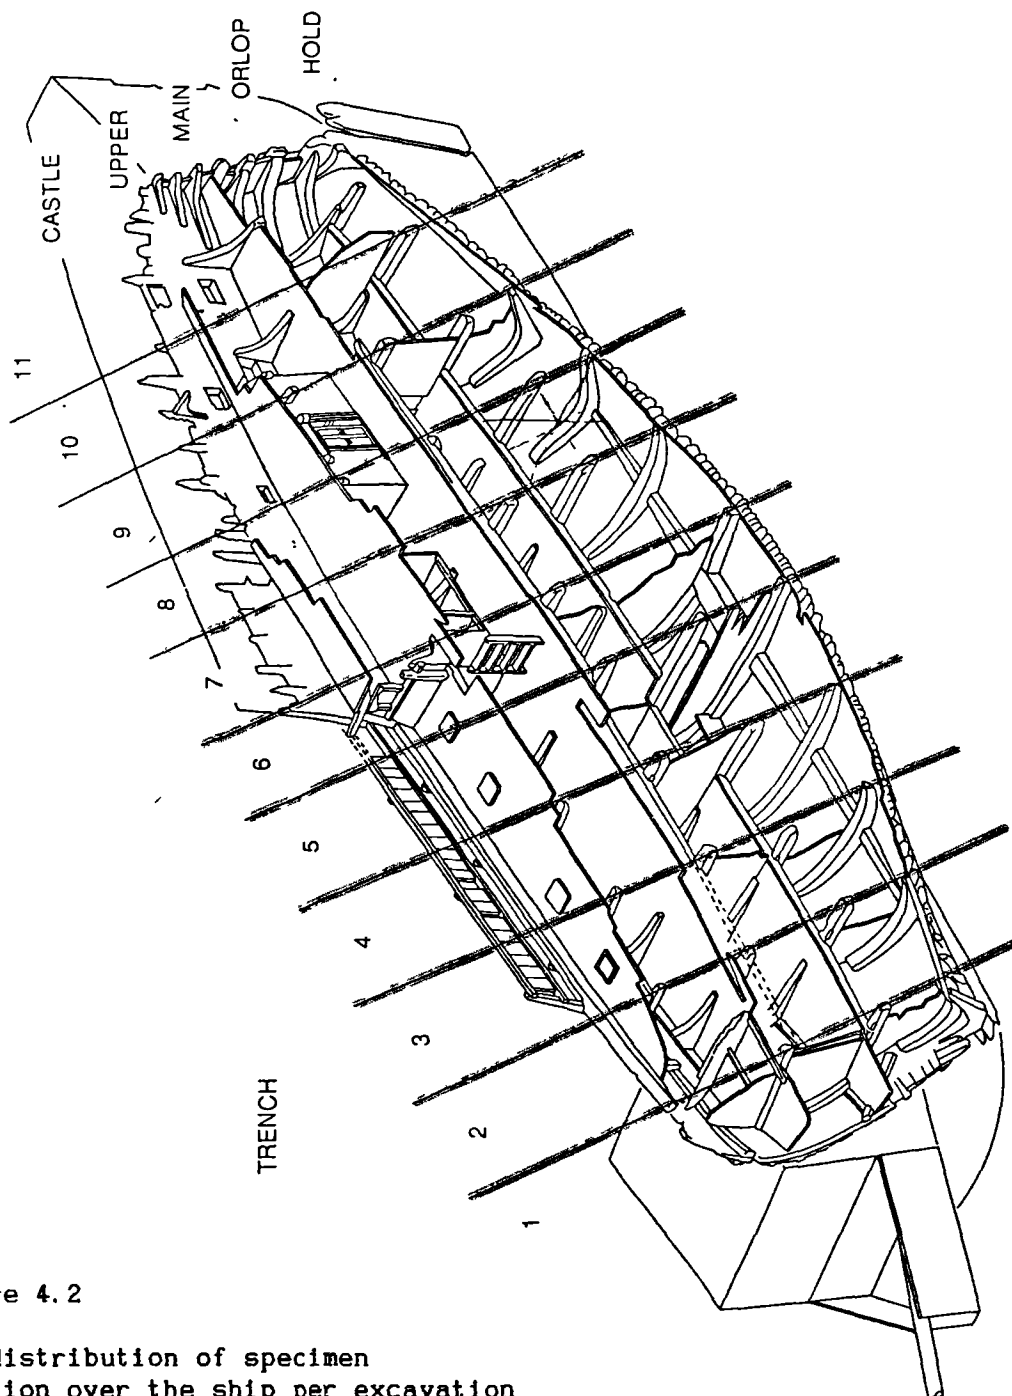 CASTLE
UPPER
MAIN
ORLOP
HOLD
11
10
9
8
7
6
5
4
3
2
1
TRENCH
4.2
distribution of specimen
over the ship per excavation